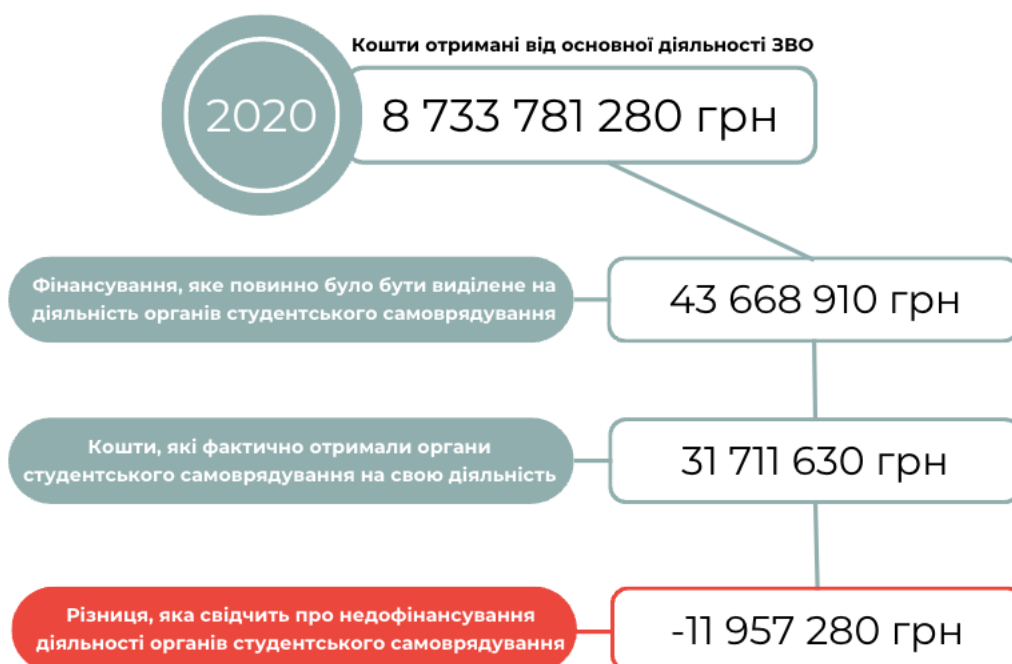 Кошти отримані від основної діяльності ЗВО
2020
8 733 781 280 грн
Фінансування, яке повинно було бути виділене на
діяльність органів студентського самоврядування
43 668 910 грн
Кошти, які фактично отримали органи
студентського самоврядування на свою діяльність
31 711 630 грн
Різниця, яка свідчить про недофінансування
діяльності органів студентського самоврядування
-11 957 280 грн